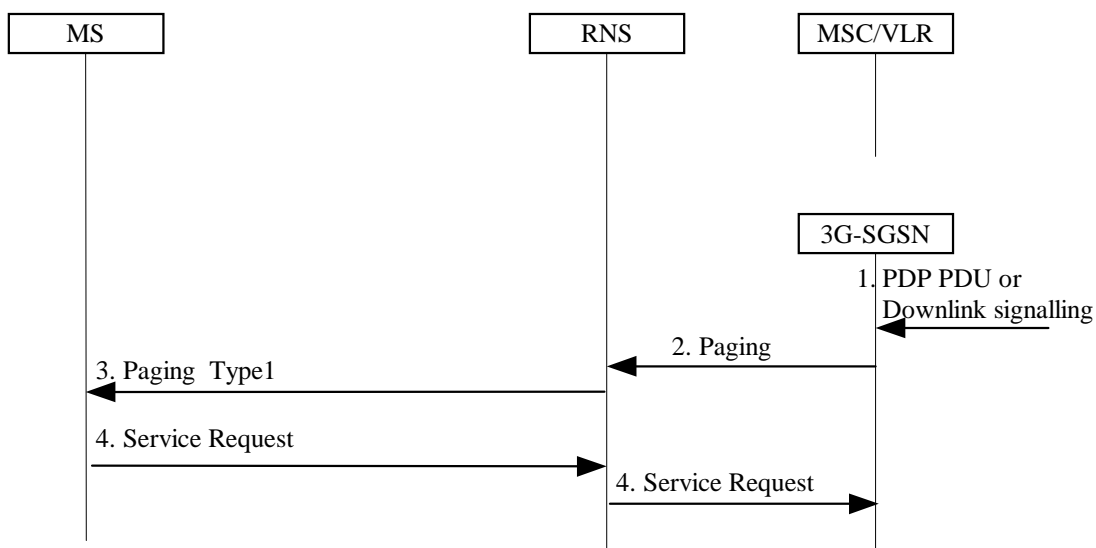 MS
RNS
MSC/VLR
3G-SGSN
1. PDP PDU or
Downlink signalling
2. Paging
3. Paging Type1
4. Service Request
4. Service Request